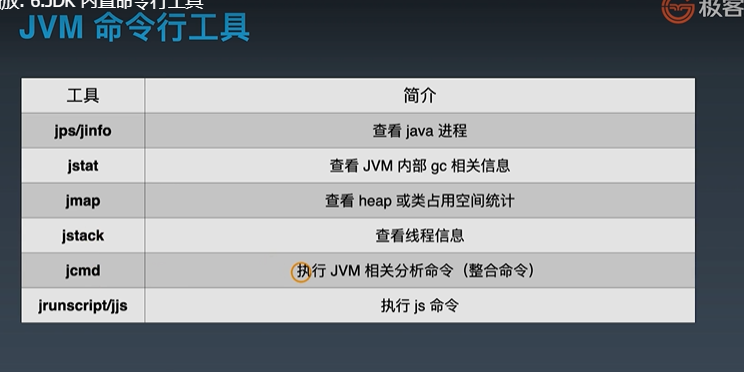 版: 6.JDK 内置命令行工具
极客
JVM 命令行工具
工具 简介
jps/jinfo 查看 java 进程
jstat 查看 JVM 内部 gc 相关信息
jmap 查看 heap 或类占用空间统计
jstack 查看线程信息
jcmd 执行 JVM 相关分析命令（整合命令）
jrunscript/jjs 执行 js 命令